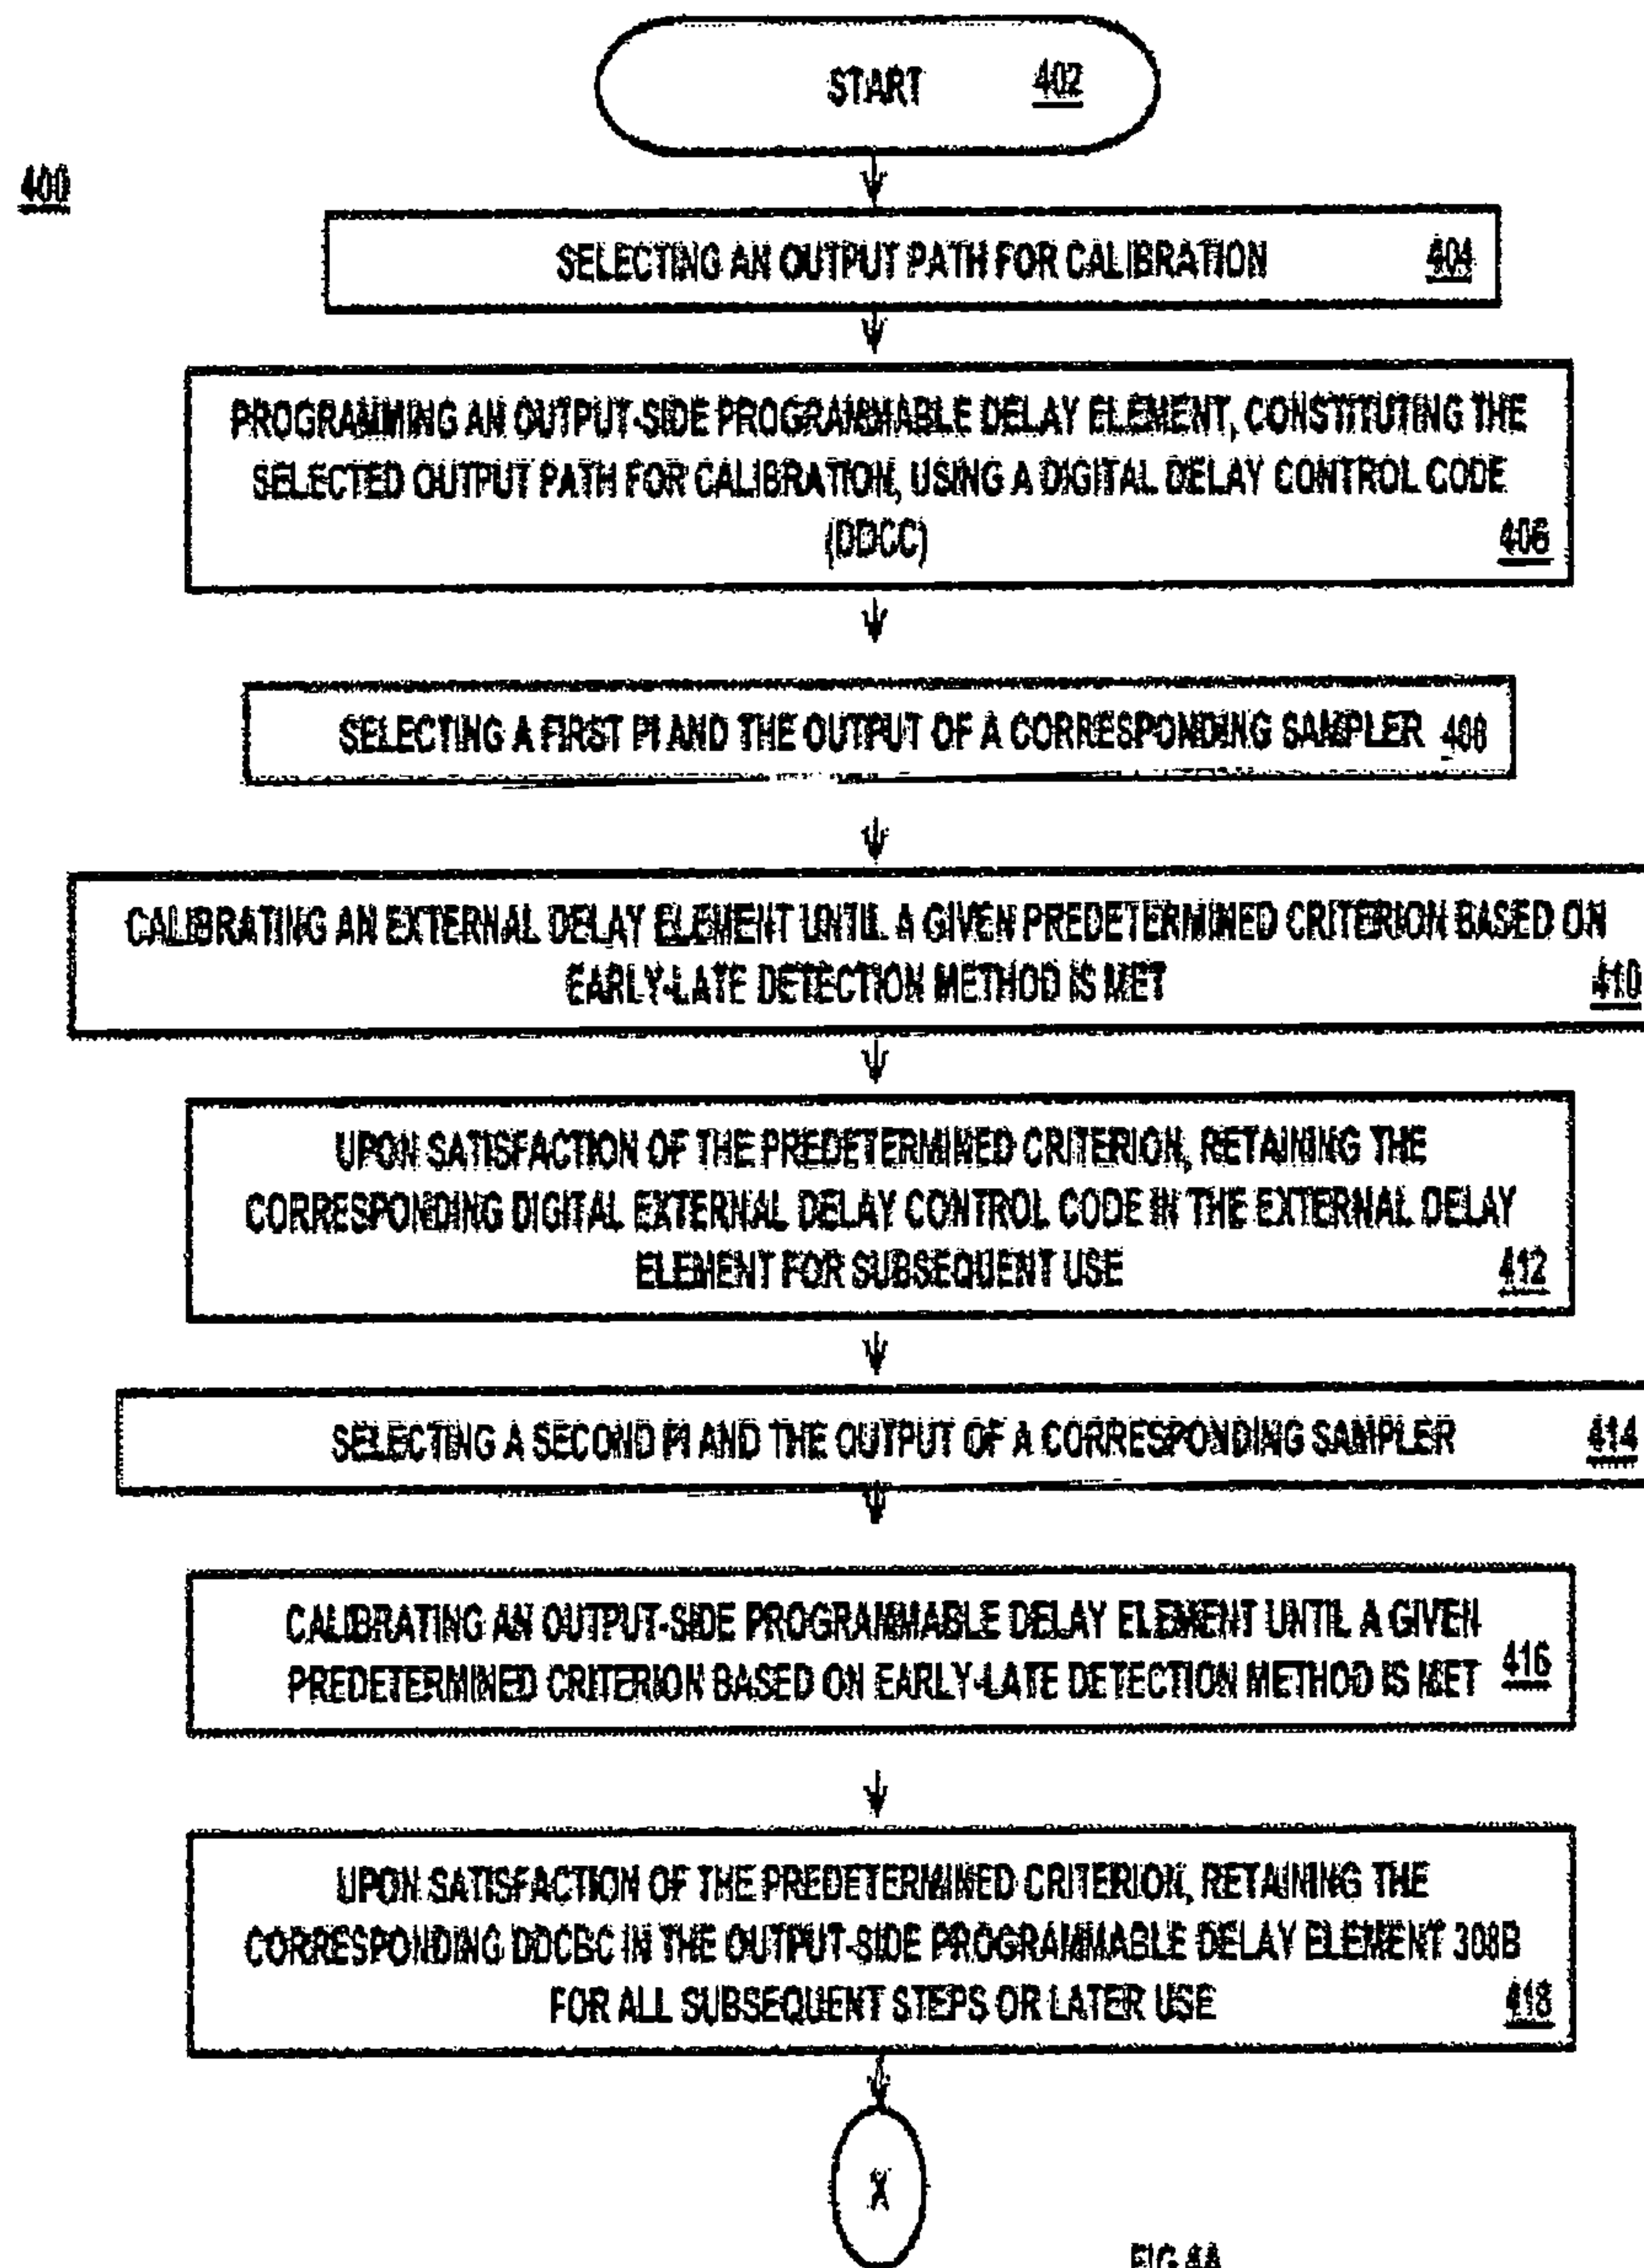 START 402
400
SELECTING AN OUTPUT PATH FOR CALIBRATION 404
PROGRAMMING AN OUTPUT-SIDE PROGRAMMABLE DELAY ELEMENT, CONSTITUTING THE
SELECTED OUTPUT PATH FOR CALIBRATION, USING A DIGITAL DELAY CONTROL CODE
(DDCC) 406
SELECTING A FIRST PI AND THE OUTPUT OF A CORRESPONDING SAMPLER 408
CALIBRATING AN EXTERNAL DELAY ELEMENT UNTIL A GIVEN PREDETERMINED CRITERION BASED ON
EARLY-LATE DETECTION METHOD IS MET 410
UPON SATISFACTION OF THE PREDETERMINED CRITERION, RETAINING THE
CORRESPONDING DIGITAL EXTERNAL DELAY CONTROL CODE IN THE EXTERNAL DELAY
ELEMENT FOR SUBSEQUENT USE 412
SELECTING A SECOND PI AND THE OUTPUT OF A CORRESPONDING SAMPLER 414
CALIBRATING AN OUTPUT-SIDE PROGRAMMABLE DELAY ELEMENT UNTIL A GIVEN
PREDETERMINED CRITERION BASED ON EARLY-LATE DETECTION METHOD IS MET 416
UPON SATISFACTION OF THE PREDETERMINED CRITERION, RETAINING THE
CORRESPONDING DDCBC IN THE OUTPUT-SIDE PROGRAMMABLE DELAY ELEMENT 308B
FOR ALL SUBSEQUENT STEPS OR LATER USE 418
X
FIG 4A